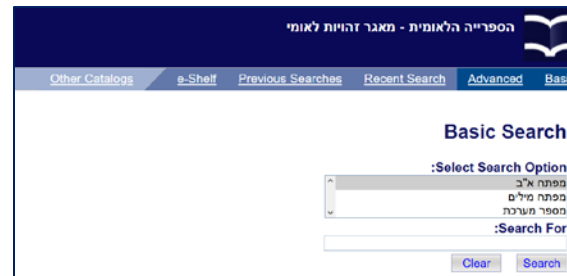 הספרייה הלאומית - מאגר זהויות לאומי
Bas Advanced Recent Search Previous Searches e-Shelf Other Catalogs
Basic Search
Select Search Option:
מפתח א"ב
מפתח מילים
מספר מערכת
Search For:
Search Clear